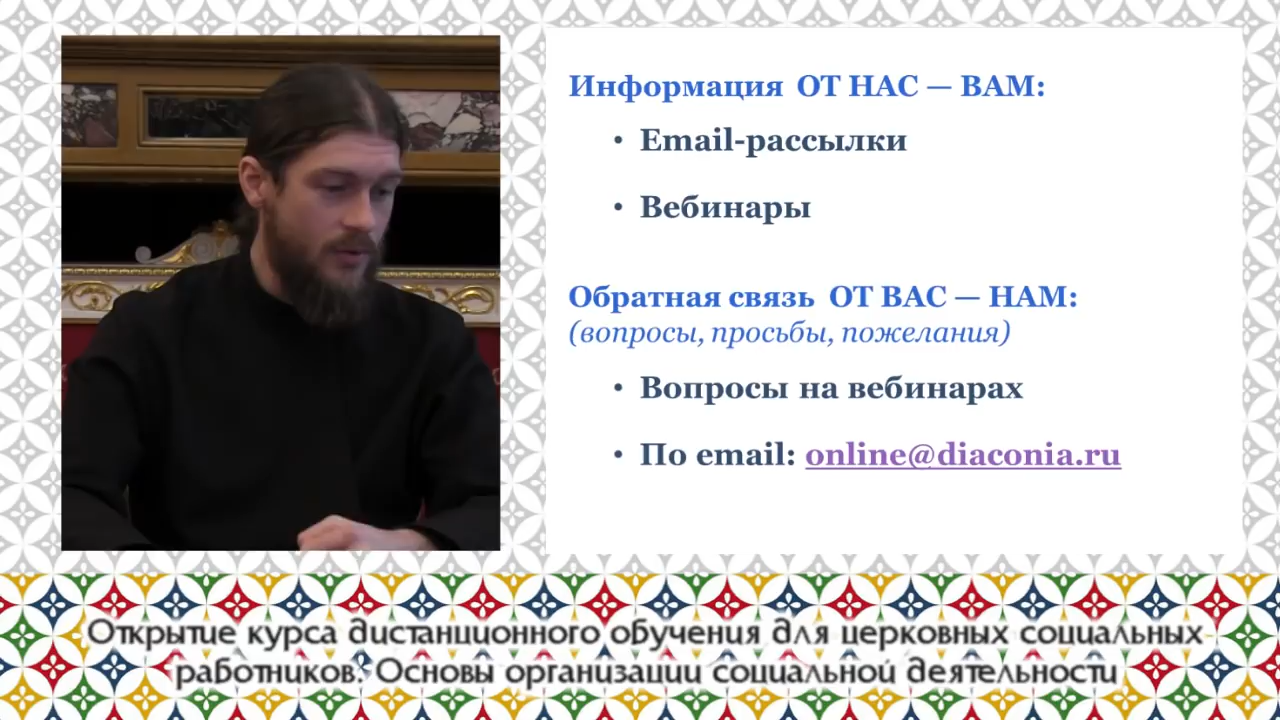 Информация ОТ НАС — ВАМ:
• Email-рассылки
• Вебинары
Обратная связь ОТ ВАС — НАМ:
(вопросы, просьбы, пожелания)
• Вопросы на вебинарах
• По email: online@diaconia.ru
Открытие курса дистанционного обучения для церковных социальных
работников. Основы организации социальной деятельности